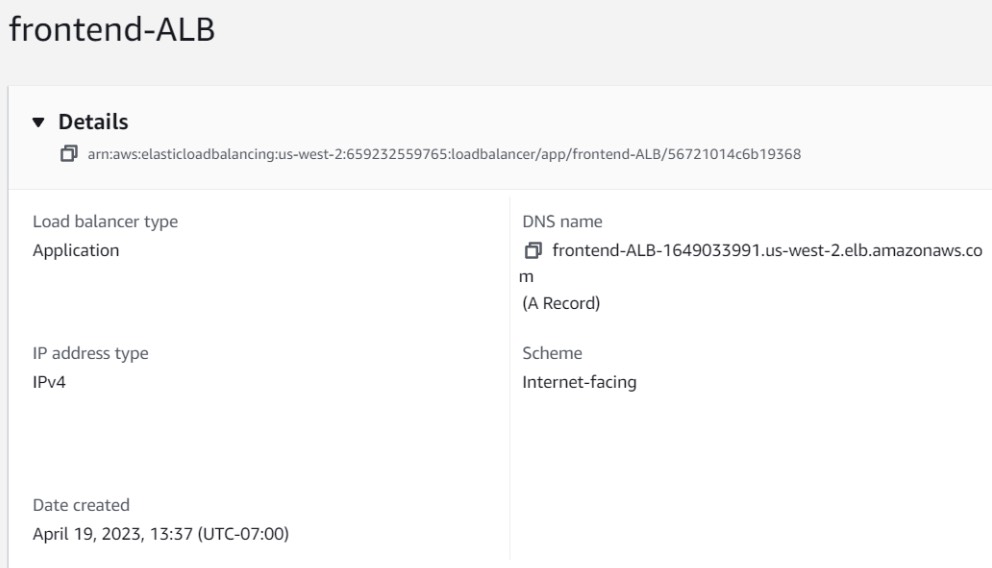 frontend-ALB
Details
arn:aws:elasticloadbalancing:us-west-2:659232559765:loadbalancer/app/frontend-ALB/56721014c6b19368
Load balancer type
Application
DNS name
frontend-ALB-1649033991.us-west-2.elb.amazonaws.co
m
(A Record)
IP address type
IPv4
Scheme
Internet-facing
Date created
April 19, 2023, 13:37 (UTC-07:00)